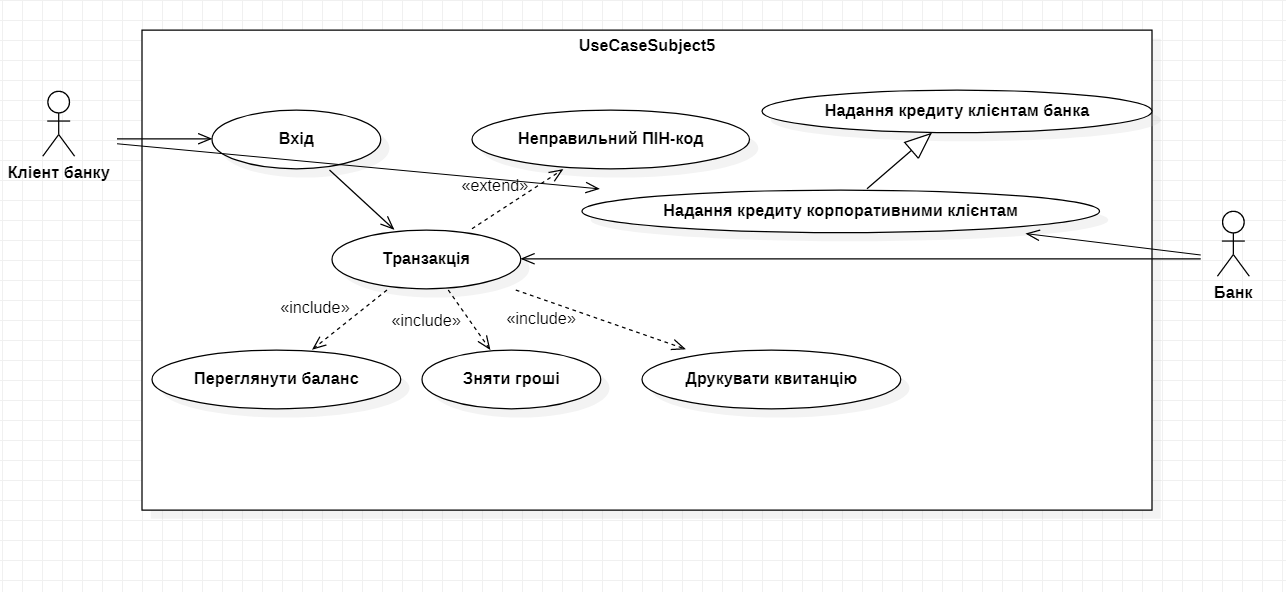 UseCaseSubject5
Надання кредиту клієнтам банка
Вхід
Неправильний ПІН-код
Клієнт банку
«extend»
Надання кредиту корпоративними клієнтам
Транзакція
Банк
«include»
«include»
«include»
Переглянути баланс
Зняти гроші
Друкувати квитанцію